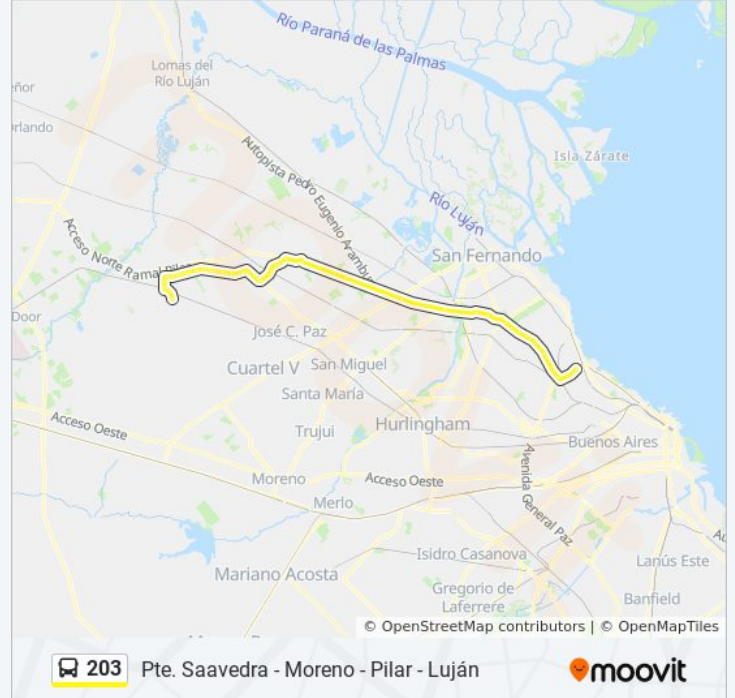 Río Paraná de las Palmas
Lomas del
Río Luján
eñor
rlando
Isla Zárate
Autopista Pedro Eugenio Arambur
Río Luján
Acceso Norte Ramal Pilar
San Fernando
Door
José C. Paz
Cuartel V
San Miguel
Santa María
Trujui
Hurlingham
Acceso Oeste
Buenos Aires
Avenida General Paz
Moreno
Acceso Oeste
Merlo
Au
Isidro Casanova
Lanús Este
Mariano Acosta
Gregorio de
Laferrere
Banfield
© OpenStreetMap contributors | © OpenMapTiles
203 Pte. Saavedra - Moreno - Pilar - Luján
moovit